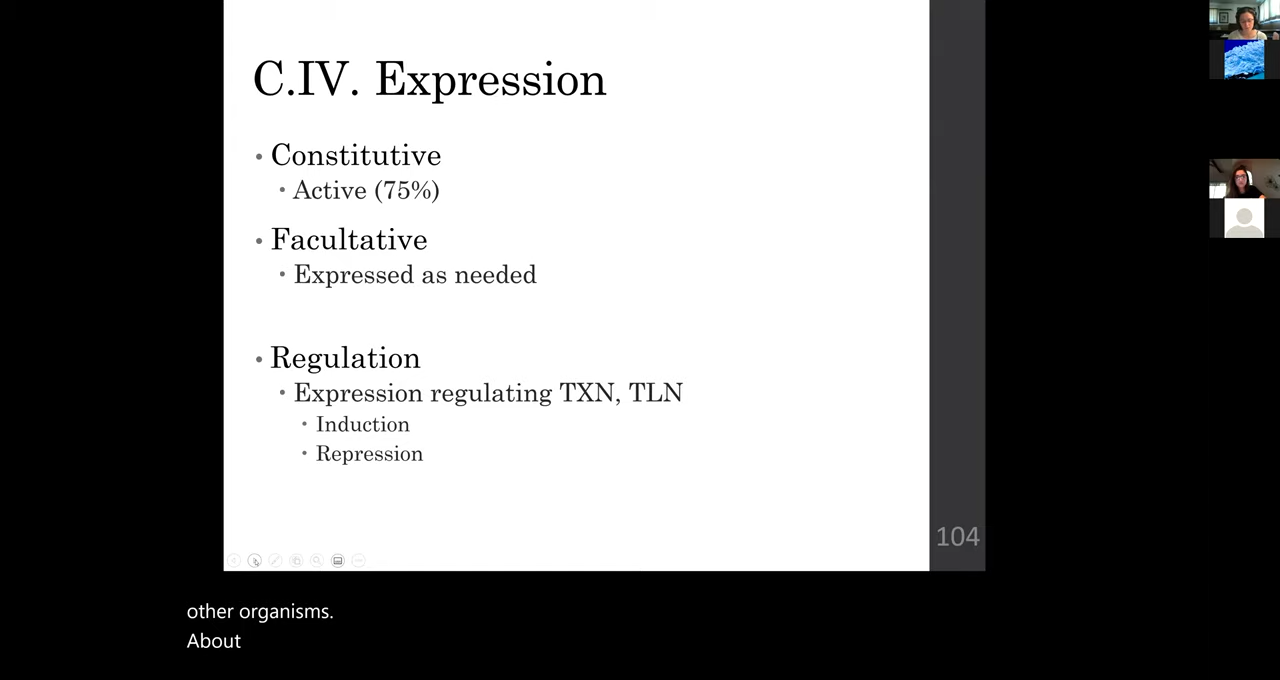 C.IV. Expression
• Constitutive
• Active (75%)
• Facultative
• Expressed as needed
• Regulation
• Expression regulating TXN, TLN
• Induction
• Repression
104
other organisms.
About